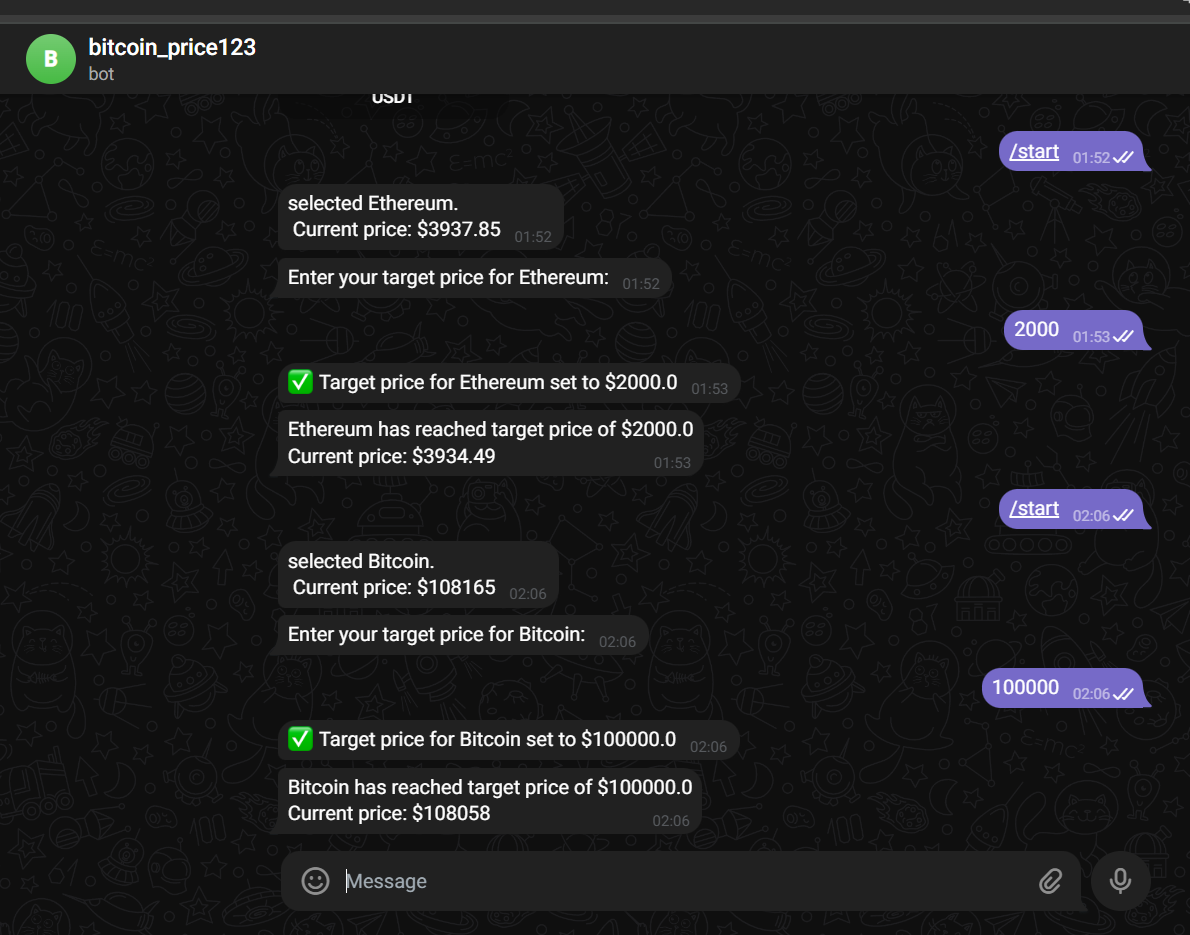 B
bitcoin_price123
bot
USDT
/start 01:52
selected Ethereum.
Current price: $3937.85 01:52
Enter your target price for Ethereum: 01:52
2000 01:53
✅ Target price for Ethereum set to $2000.0 01:53
Ethereum has reached target price of $2000.0
Current price: $3934.49 01:53
/start 02:06
selected Bitcoin.
Current price: $108165 02:06
Enter your target price for Bitcoin: 02:06
100000 02:06
✅ Target price for Bitcoin set to $100000.0 02:06
Bitcoin has reached target price of $100000.0
Current price: $108058 02:06
Message